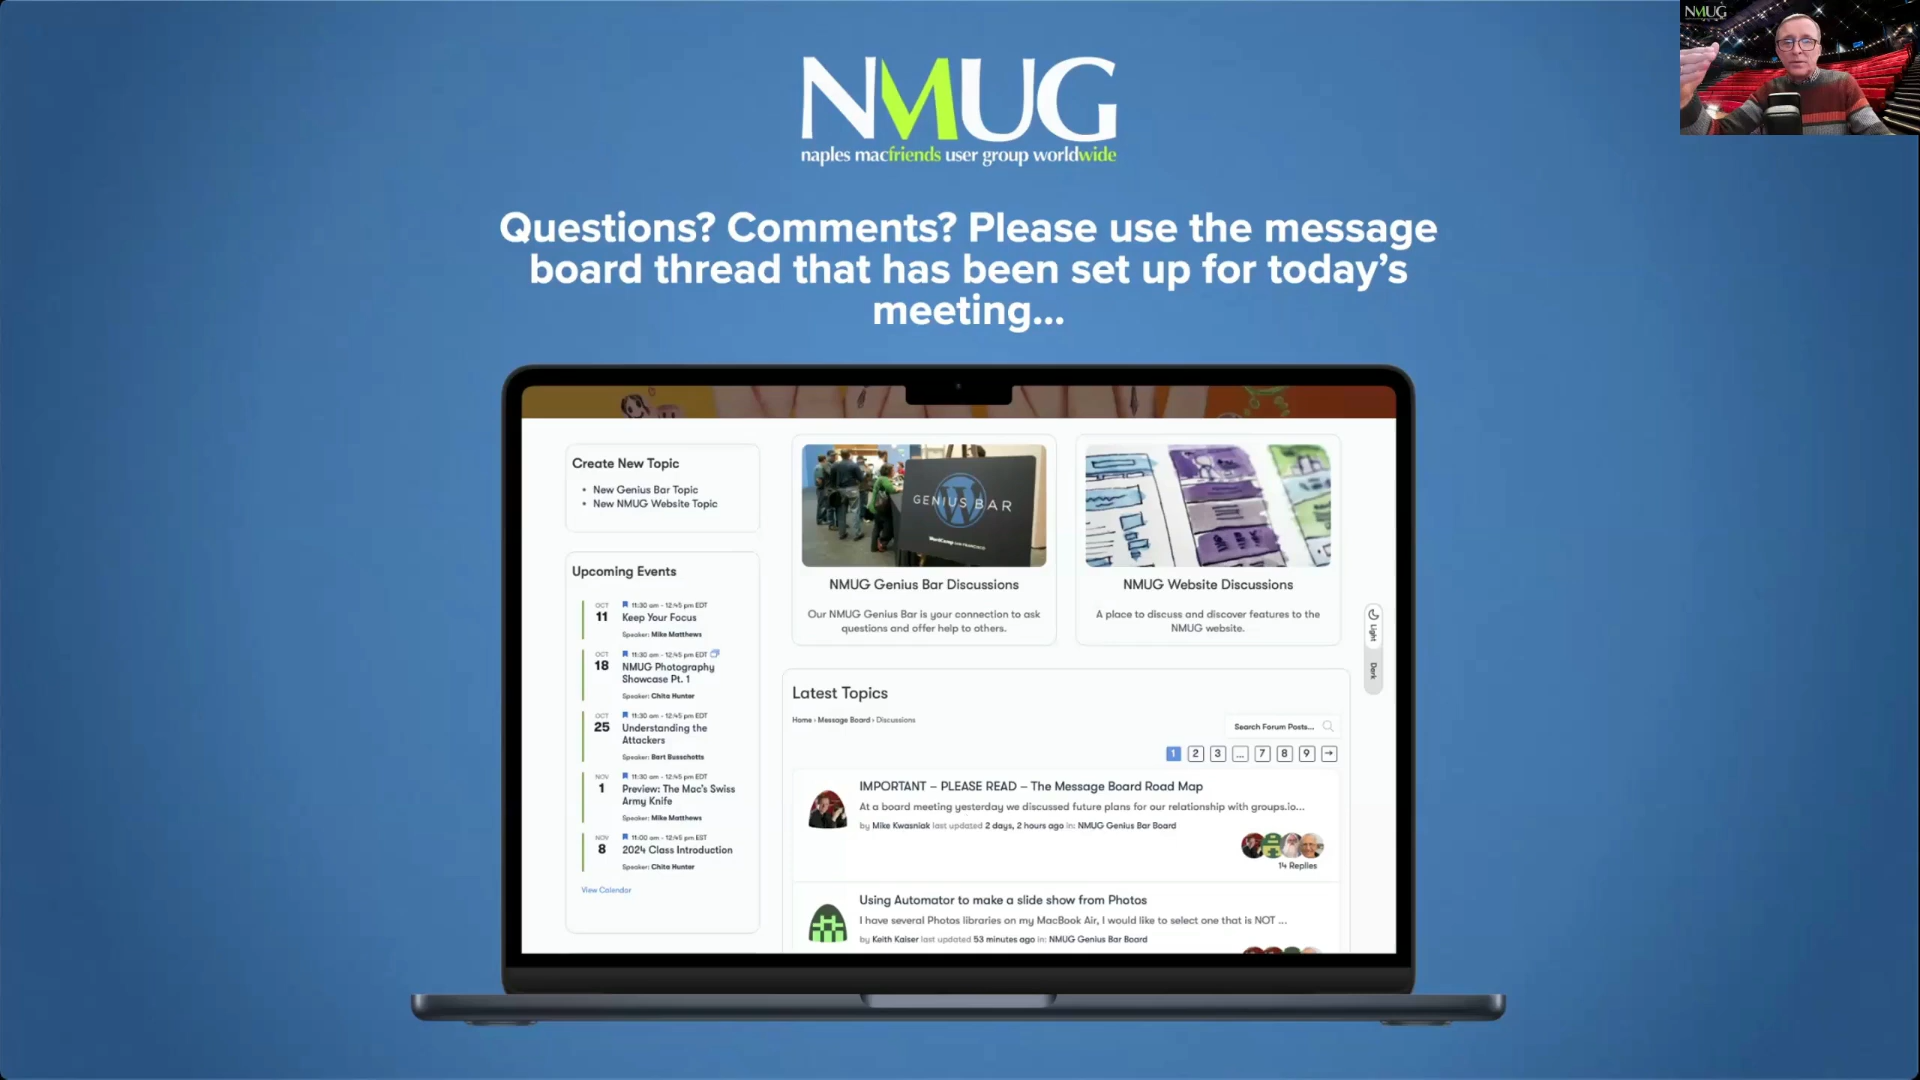 NMUG
NMUG
naples macfriends user group worldwide
Questions? Comments? Please use the message
board thread that has been set up for today’s
meeting...
Create New Topic
• New Genius Bar Topic
• New NMUG Website Topic
Upcoming Events
OCT
11
11:30 am - 12:45 pm EDT
Keep Your Focus
Speaker: Mike Matthews
OCT
18
11:30 am - 12:45 pm EDT
NMUG Photography
Showcase Pt. 1
Speaker: Chita Hunter
OCT
25
11:30 am - 12:45 pm EDT
Understanding the
Attackers
Speaker: Bart Busschotts
NOV
1
11:30 am - 12:45 pm EDT
Preview: The Mac's Swiss
Army Knife
Speaker: Mike Matthews
NOV
8
11:00 am - 12:45 pm EST
2024 Class Introduction
Speaker: Chita Hunter
View Calendar
GENIUS BAR
NMUG Genius Bar Discussions
Our NMUG Genius Bar is your connection to ask
questions and offer help to others.
NMUG Website Discussions
A place to discuss and discover features to the
NMUG website.
Light
Dark
Latest Topics
Home › Message Board › Discussions
Search Forum Posts...
1 2 3 ... 7 8 9 →
IMPORTANT – PLEASE READ – The Message Board Road Map
At a board meeting yesterday we discussed future plans for our relationship with groups.io...
by Mike Kwasniak last updated 2 days, 2 hours ago in: NMUG Genius Bar Board
14 Replies
Using Automator to make a slide show from Photos
I have several Photos libraries on my MacBook Air, I would like to select one that is NOT ...
by Keith Kaiser last updated 53 minutes ago in: NMUG Genius Bar Board